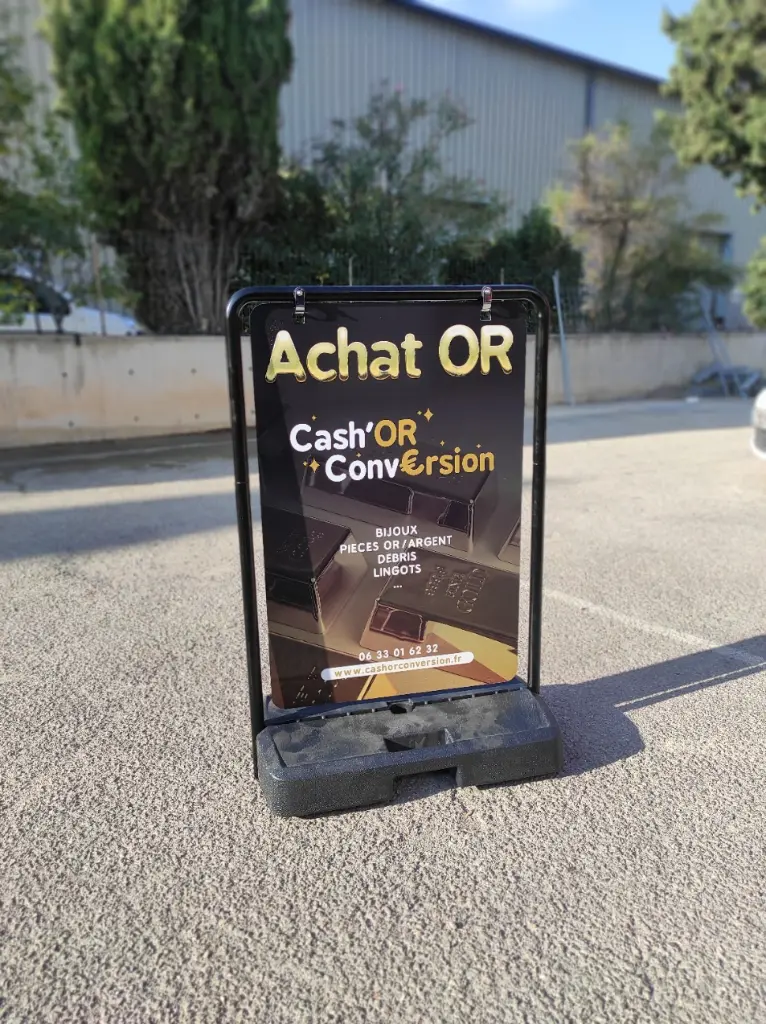 Achat OR
Cash'OR
Conv€rsion
BIJOUX
PIECES OR/ARGENT
DEBRIS
LINGOTS
...
GOLD
06 33 01 62 32
www.cashorconversion.fr